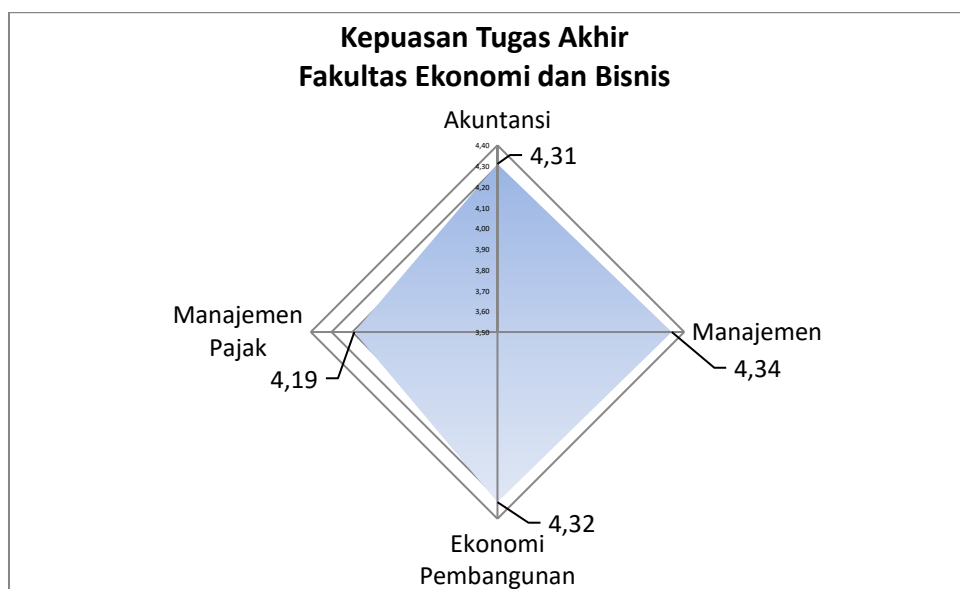 Kepuasan Tugas Akhir
Fakultas Ekonomi dan Bisnis
Akuntansi
4,31
4,40
4,30
4,20
4,10
4,00
3,90
3,80
3,70
3,60
3,50
Manajemen
Pajak
4,19
Manajemen
4,34
4,32
Ekonomi
Pembangunan